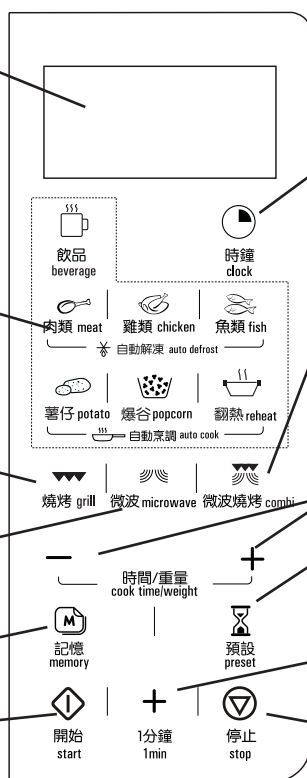 飲品 時鐘
beverage clock
肉類 meat 雞類 chicken 魚類 fish
自動解凍 auto defrost
薯仔 potato 爆谷 popcorn 翻熱 reheat
自動烹調 auto cook
燒烤 grill 微波 microwave 微波燒烤 combi
− +
時間/重量
cook time/weight
M
記憶 預設
memory preset
+
開始 1分鐘 停止
start 1min stop